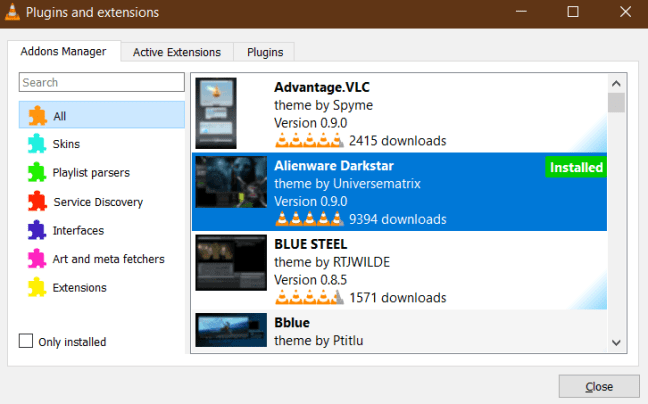 Plugins and extensions
Addons Manager
Active Extensions
Plugins
Search
All
Skins
Playlist parsers
Service Discovery
Interfaces
Art and meta fetchers
Extensions
Only installed
Advantage.VLC
theme by Spyme
Version 0.9.0
2415 downloads
Alienware Darkstar
Installed
theme by Universematrix
Version 0.9.0
9394 downloads
BLUE STEEL
theme by RTJWILDE
Version 0.8.5
1571 downloads
Bblue
theme by Ptitlu
Close